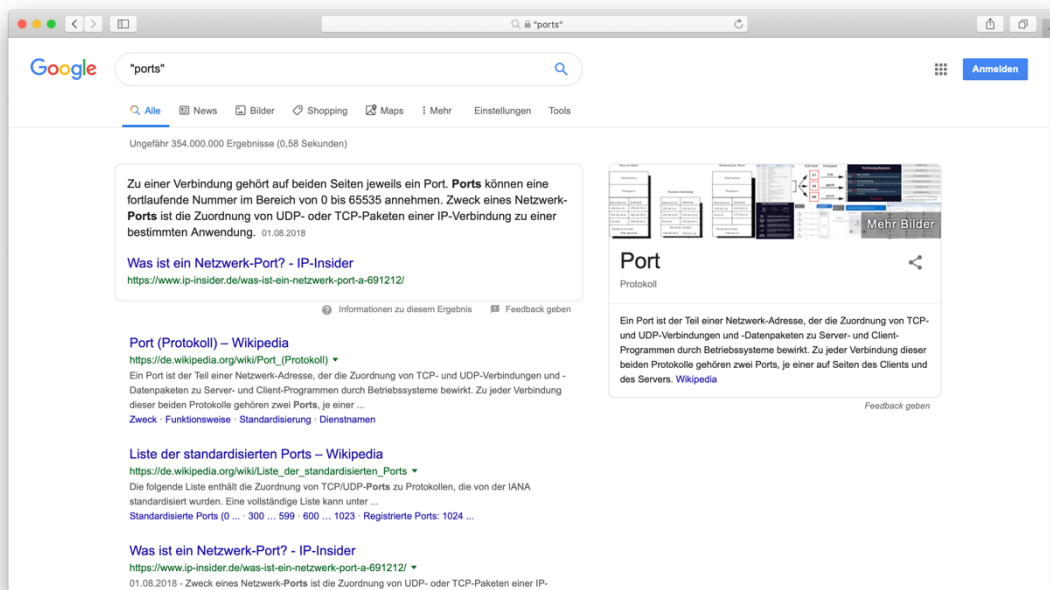 "ports"
Google
"ports"
Anmelden
Alle
News
Bilder
Shopping
Maps
Mehr
Einstellungen
Tools
Ungefähr 354.000.000 Ergebnisse (0,58 Sekunden)
Zu einer Verbindung gehört auf beiden Seiten jeweils ein Port. Ports können eine
fortlaufende Nummer im Bereich von 0 bis 65535 annehmen. Zweck eines Netzwerk-
Ports ist die Zuordnung von UDP- oder TCP-Paketen einer IP-Verbindung zu einer
bestimmten Anwendung. 01.08.2018
Was ist ein Netzwerk-Port? - IP-Insider
https://www.ip-insider.de/was-ist-ein-netzwerk-port-a-691212/
Informationen zu diesem Ergebnis
Feedback geben
Port (Protokoll) – Wikipedia
https://de.wikipedia.org/wiki/Port_(Protokoll)
Ein Port ist der Teil einer Netzwerk-Adresse, der die Zuordnung von TCP- und UDP-Verbindungen und -
Datenpaketen zu Server- und Client-Programmen durch Betriebssysteme bewirkt. Zu jeder Verbindung
dieser beiden Protokolle gehören zwei Ports, je einer ...
Zweck · Funktionsweise · Standardisierung · Dienstnamen
Liste der standardisierten Ports – Wikipedia
https://de.wikipedia.org/wiki/Liste_der_standardisierten_Ports
Die folgende Liste enthält die Zuordnung von TCP/UDP-Ports zu Protokollen, die von der IANA
standardisiert wurden. Eine vollständige Liste kann unter ...
Standardisierte Ports (0 ... · 300 … 599 · 600 … 1023 · Registrierte Ports: 1024 ...
Was ist ein Netzwerk-Port? - IP-Insider
https://www.ip-insider.de/was-ist-ein-netzwerk-port-a-691212/
01.08.2018 - Zweck eines Netzwerk-Ports ist die Zuordnung von UDP- oder TCP-Paketen einer IP-
Mehr Bilder
Port
Protokoll
Ein Port ist der Teil einer Netzwerk-Adresse, der die Zuordnung von TCP-
und UDP-Verbindungen und -Datenpaketen zu Server- und Client-
Programmen durch Betriebssysteme bewirkt. Zu jeder Verbindung dieser
beiden Protokolle gehören zwei Ports, je einer auf Seiten des Clients und
des Servers. Wikipedia
Feedback geben